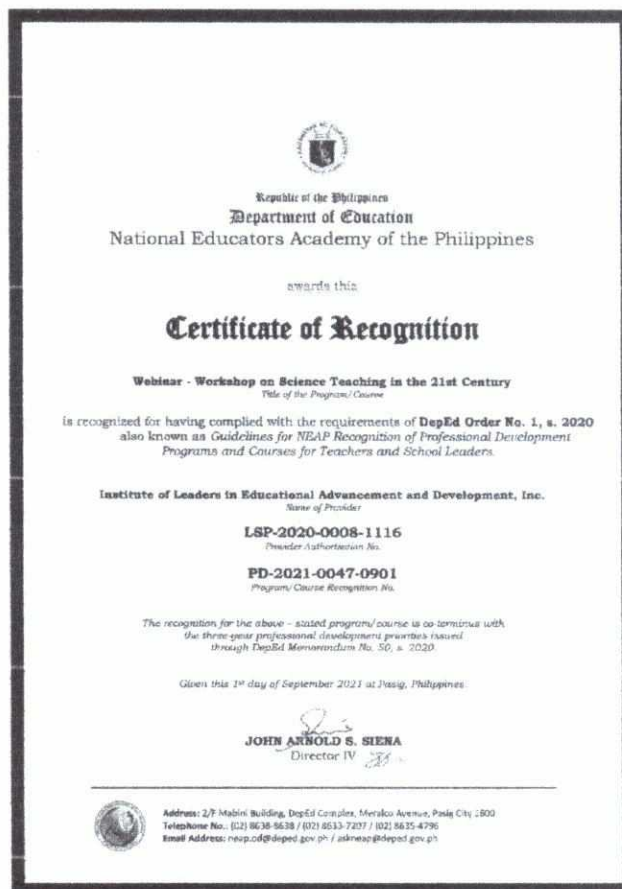 Republic of the Philippines
Department of Education
National Educators Academy of the Philippines
awards this
Certificate of Recognition
Webinar - Workshop on Science Teaching in the 21st Century
Title of the Program/Course
is recognized for having complied with the requirements of DepEd Order No. 1, s. 2020
also known as Guidelines for NEAP Recognition of Professional Development
Programs and Courses for Teachers and School Leaders.
Institute of Leaders in Educational Advancement and Development, Inc.
Name of Provider
LSP-2020-0008-1116
Provider Authorization No.
PD-2021-0047-0901
Program/Course Recognition No.
The recognition for the above - stated program/course is co-terminus with
the three-year professional development priorities issued
through DepEd Memorandum No. 50, s. 2020.
Given this 1st day of September 2021 at Pasig, Philippines.
JOHN ARNOLD S. SIENA
Director IV
Address: 2/F Mabini Building, DepEd Complex, Meralco Avenue, Pasig City 1600
Telephone No.: (02) 8638-8638 / (02) 8633-7207 / (02) 8635-4796
Email Address: neap.od@deped.gov.ph / askneap@deped.gov.ph